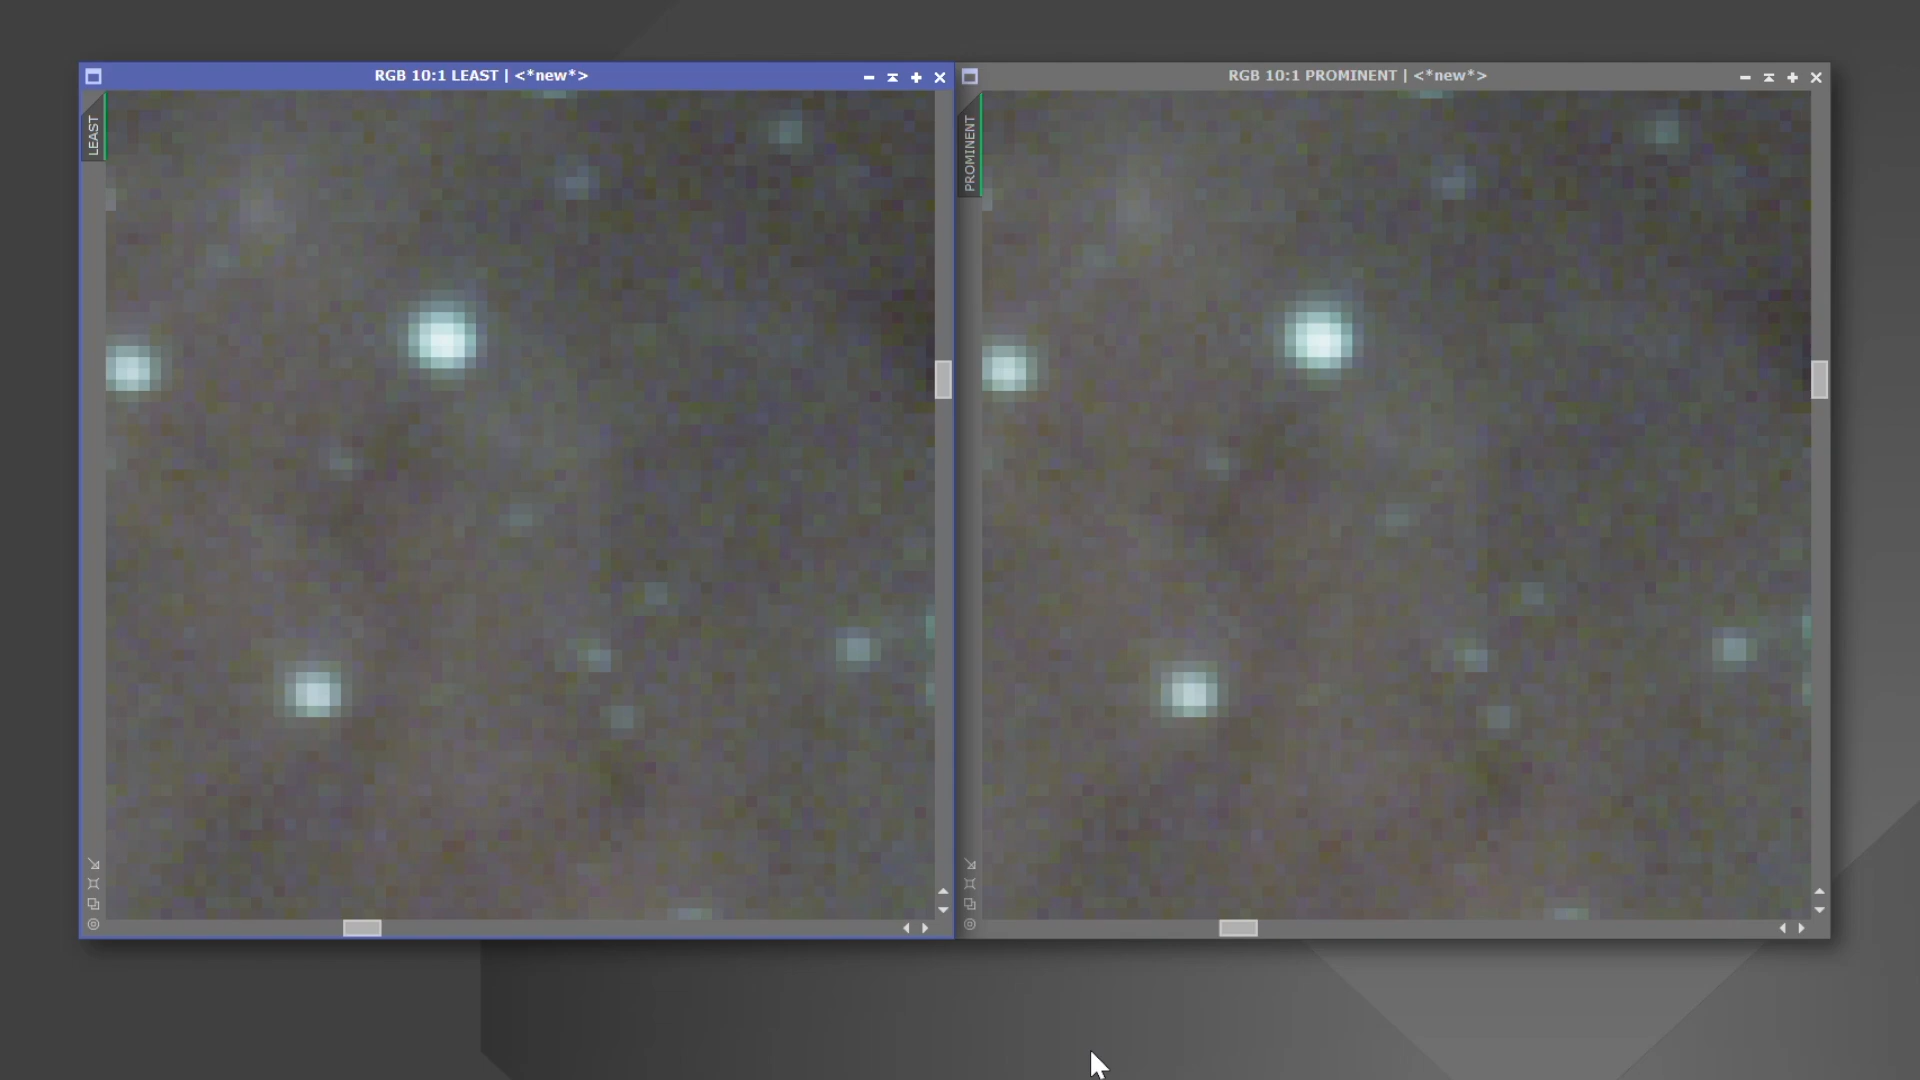 RGB 10:1 LEAST | <*new*>
LEAST
RGB 10:1 PROMINENT | <*new*>
PROMINENT